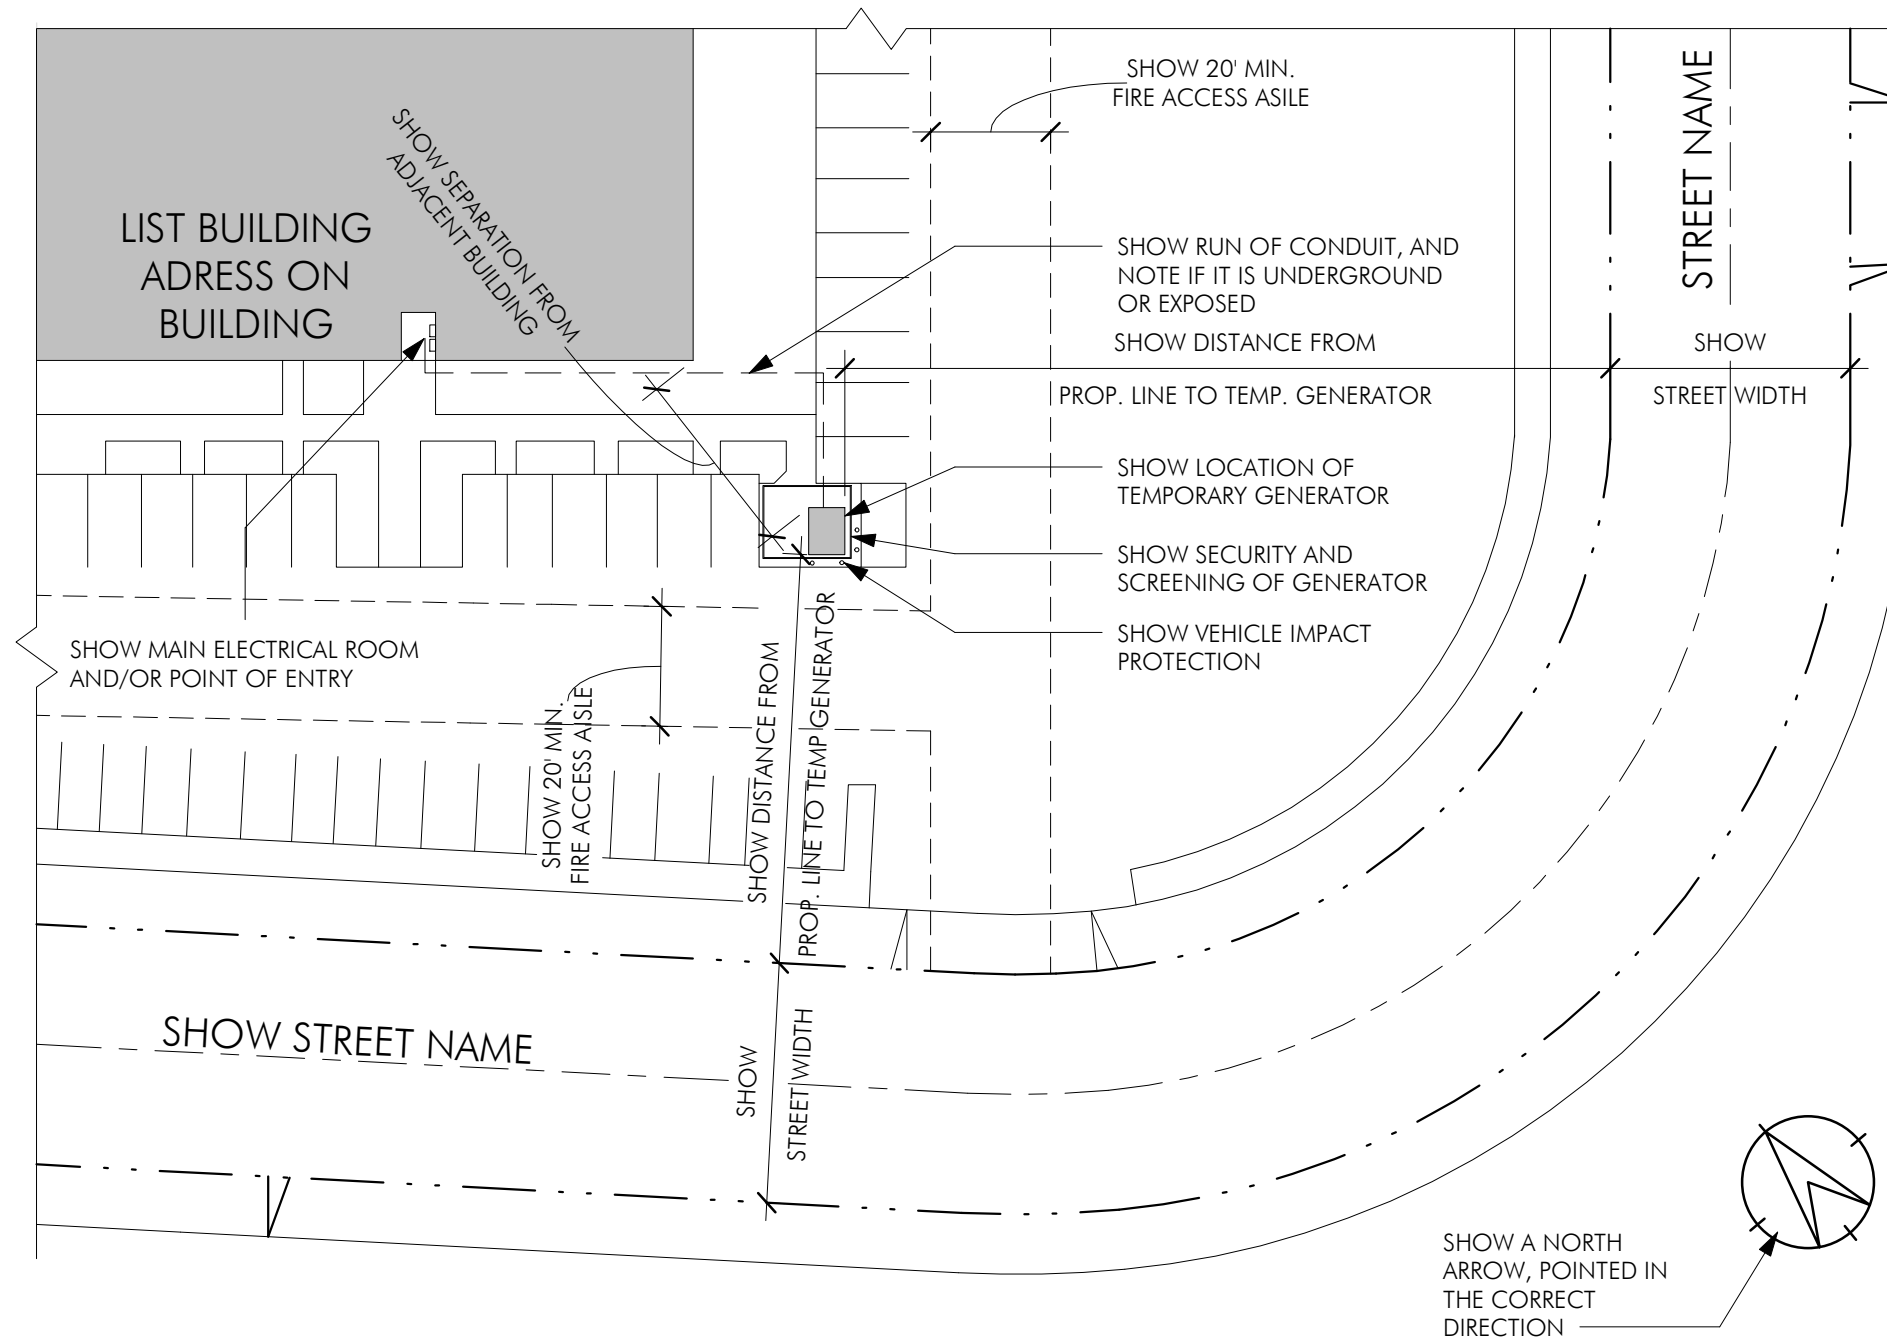 SHOW 20' MIN.
FIRE ACCESS ASILE
STREET NAME
SHOW SEPARATION FROM
ADJACENT BUILDING
LIST BUILDING
ADRESS ON
BUILDING
SHOW RUN OF CONDUIT, AND
NOTE IF IT IS UNDERGROUND
OR EXPOSED
SHOW DISTANCE FROM
PROP. LINE TO TEMP. GENERATOR
SHOW
STREET WIDTH
SHOW LOCATION OF
TEMPORARY GENERATOR
SHOW SECURITY AND
SCREENING OF GENERATOR
SHOW VEHICLE IMPACT
PROTECTION
SHOW MAIN ELECTRICAL ROOM
AND/OR POINT OF ENTRY
SHOW 20' MIN.
FIRE ACCESS AISLE
SHOW DISTANCE FROM
PROP. LINE TO TEMP GENERATOR
SHOW STREET NAME
SHOW
STREET WIDTH
SHOW A NORTH
ARROW, POINTED IN
THE CORRECT
DIRECTION